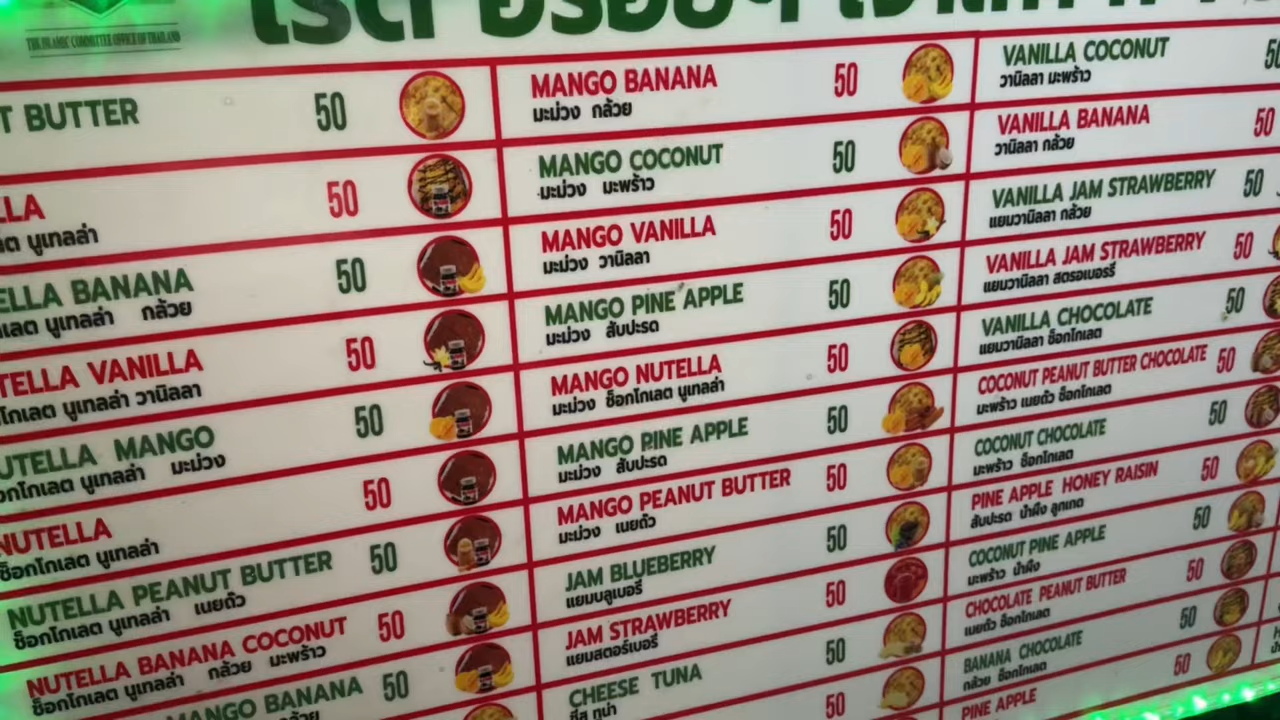 THE ISLAMIC COMMITTEE OFFICE OF THAILAND
T BUTTER 50
LLA 50
นูเทลล่า
ELLA BANANA 50
นูเทลล่า กล้วย
TELLA VANILLA 50
โกเลต นูเทลล่า วานิลลา
UTELLA MANGO 50
อกโกเลต นูเทลล่า มะม่วง
NUTELLA 50
ช็อกโกเลต นูเทลล่า
NUTELLA PEANUT BUTTER 50
ช็อกโกเลต นูเทลล่า เนยถั่ว
NUTELLA BANANA COCONUT 50
ช็อกโกเลต นูเทลล่า กล้วย มะพร้าว
MANGO BANANA 50
MANGO BANANA 50
มะม่วง กล้วย
MANGO COCONUT 50
มะม่วง มะพร้าว
MANGO VANILLA 50
มะม่วง วานิลลา
MANGO PINE APPLE 50
มะม่วง สับปะรด
MANGO NUTELLA 50
มะม่วง ช็อกโกเลต นูเทลล่า
MANGO PINE APPLE 50
มะม่วง สับปะรด
MANGO PEANUT BUTTER 50
มะม่วง เนยถั่ว
JAM BLUEBERRY 50
แยมบลูเบอรี่
JAM STRAWBERRY 50
แยมสตอร์เบอรี่
CHEESE TUNA 50
ชีส ทูน่า
50
VANILLA COCONUT 50
วานิลลา มะพร้าว
VANILLA BANANA 50
วานิลลา กล้วย
VANILLA JAM STRAWBERRY 50
แยมวานิลลา กล้วย
VANILLA JAM STRAWBERRY 50
แยมวานิลลา สตรอเบอร์รี่
VANILLA CHOCOLATE 50
แยมวานิลลา ช็อกโกเลต
COCONUT PEANUT BUTTER CHOCOLATE 50
มะพร้าว เนยถั่ว ช็อกโกเลต
COCONUT CHOCOLATE 50
มะพร้าว ช็อกโกเลต
PINE APPLE HONEY RAISIN 50
สับปะรด น้ำผึ้ง ลูกเกด
COCONUT PINE APPLE 50
มะพร้าว น้ำผึ้ง
CHOCOLATE PEANUT BUTTER 50
เนยถั่ว ช็อกโกเลต
BANANA CHOCOLATE 50
กล้วย ช็อกโกเลต
PINE APPLE 50